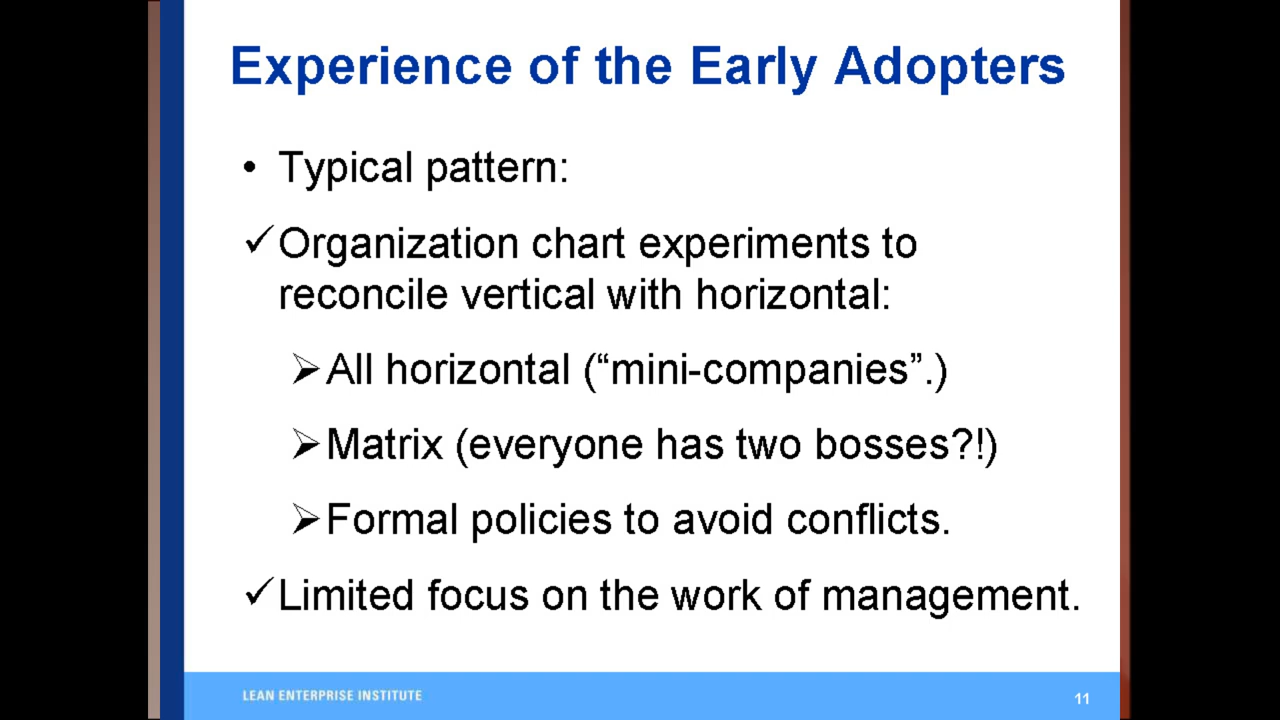 Experience of the Early Adopters
• Typical pattern:
✓Organization chart experiments to
reconcile vertical with horizontal:
➢All horizontal (“mini-companies”.)
➢Matrix (everyone has two bosses?!)
➢Formal policies to avoid conflicts.
✓Limited focus on the work of management.
LEAN ENTERPRISE INSTITUTE
11